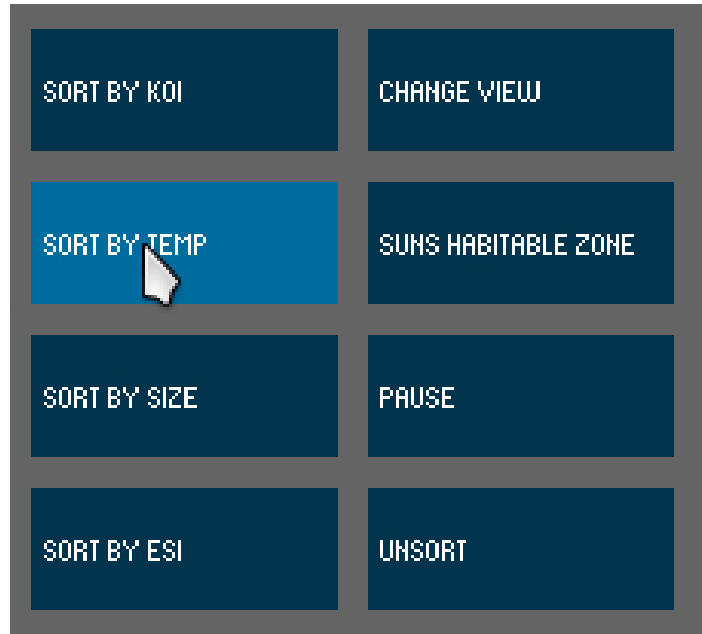 SORT BY KOI
CHANGE VIEW
SORT BY TEMP
SUNS HABITABLE ZONE
SORT BY SIZE
PAUSE
SORT BY ESI
UNSORT